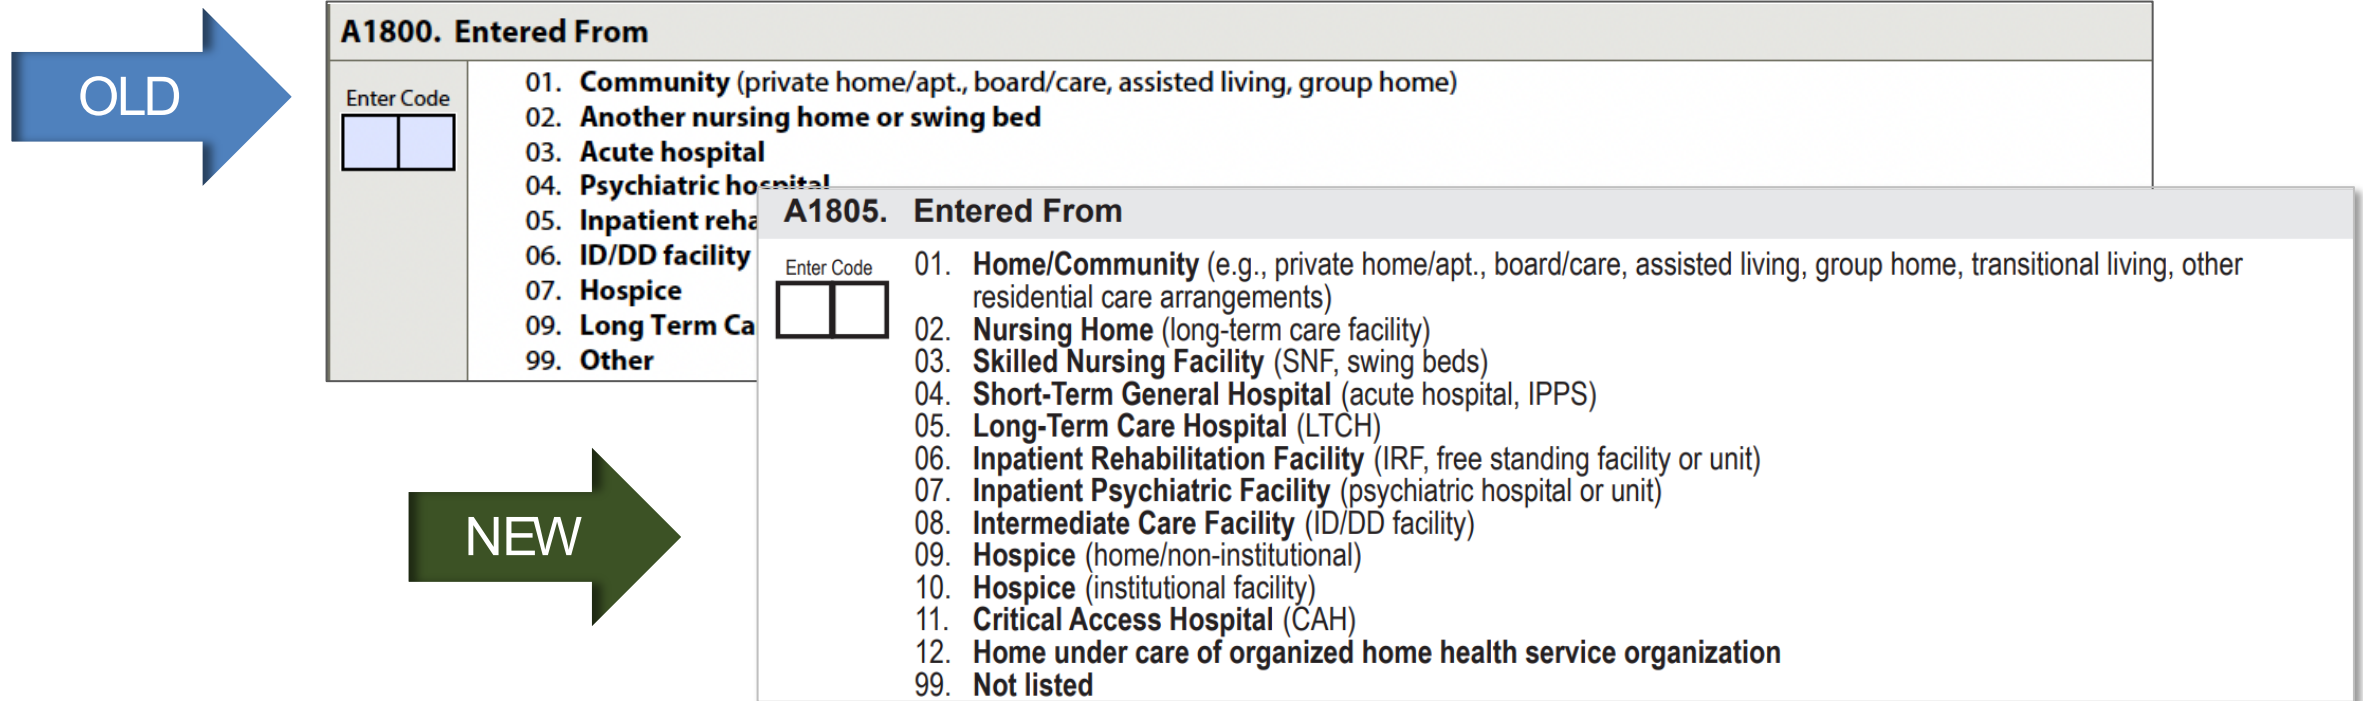 OLD
A1800. Entered From
Enter Code
01. Community (private home/apt., board/care, assisted living, group home)
02. Another nursing home or swing bed
03. Acute hospital
04. Psychiatric hospital
05. Inpatient reha
06. ID/DD facility
07. Hospice
09. Long Term Ca
99. Other
NEW
A1805. Entered From
Enter Code
01. Home/Community (e.g., private home/apt., board/care, assisted living, group home, transitional living, other
residential care arrangements)
02. Nursing Home (long-term care facility)
03. Skilled Nursing Facility (SNF, swing beds)
04. Short-Term General Hospital (acute hospital, IPPS)
05. Long-Term Care Hospital (LTCH)
06. Inpatient Rehabilitation Facility (IRF, free standing facility or unit)
07. Inpatient Psychiatric Facility (psychiatric hospital or unit)
08. Intermediate Care Facility (ID/DD facility)
09. Hospice (home/non-institutional)
10. Hospice (institutional facility)
11. Critical Access Hospital (CAH)
12. Home under care of organized home health service organization
99. Not listed